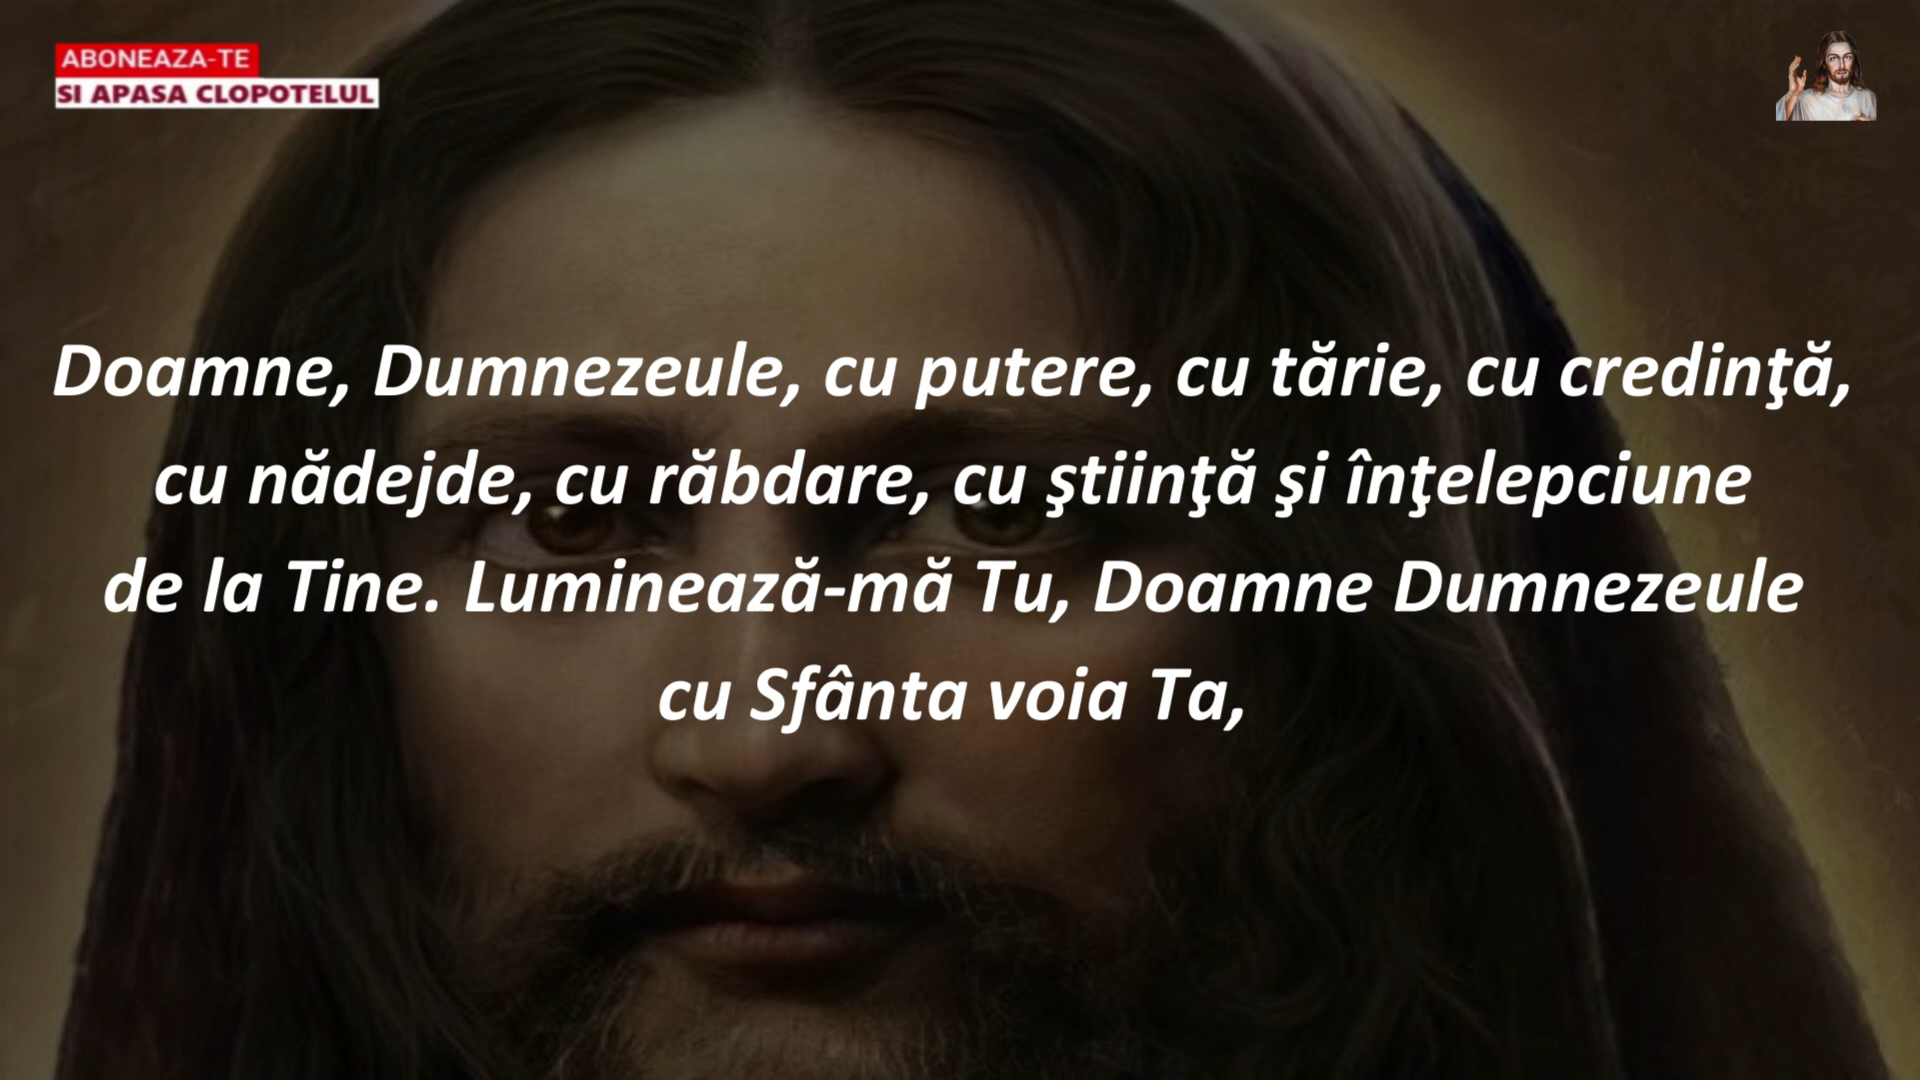 ABONEAZA-TE
SI APASA CLOPOTELUL
Doamne, Dumnezeule, cu putere, cu tărie, cu credinţă,
cu nădejde, cu răbdare, cu ştiinţă şi înţelepciune
de la Tine. Luminează-mă Tu, Doamne Dumnezeule
cu Sfânta voia Ta,